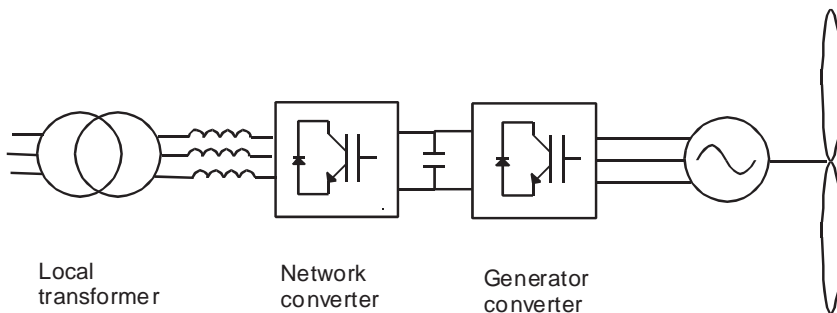 Local
transformer
Network
converter
Generator
converter